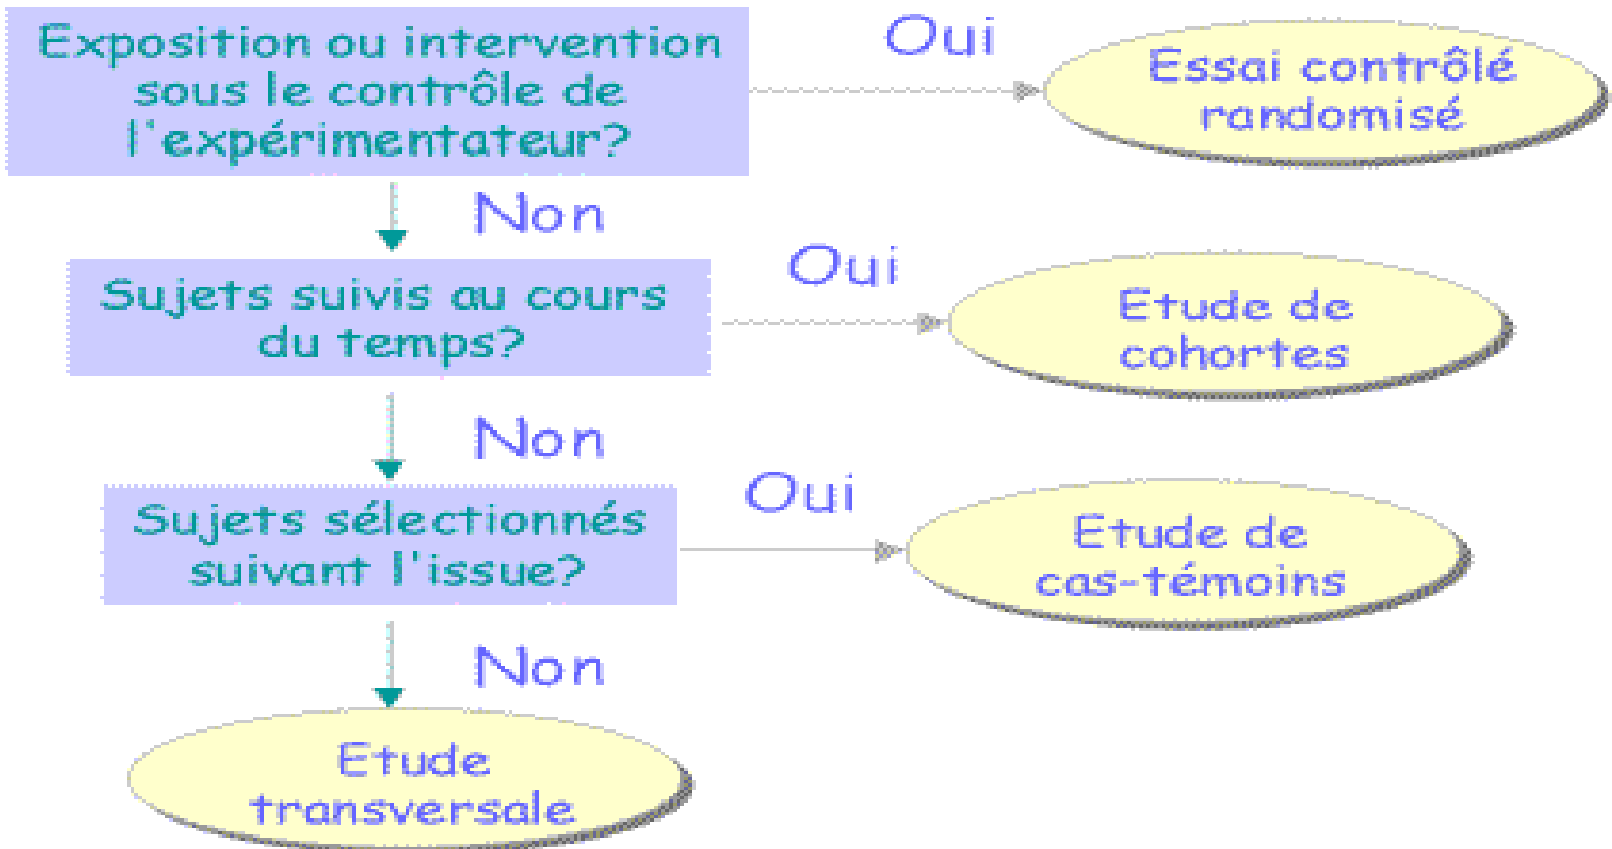 Exposition ou intervention
sous le contrôle de
l'expérimentateur?
Oui
Essai contrôlé
randomisé
Non
Sujets suivis au cours
du temps?
Oui
Etude de
cohortes
Non
Sujets sélectionnés
suivant l'issue?
Oui
Etude de
cas-témoins
Non
Etude
transversale